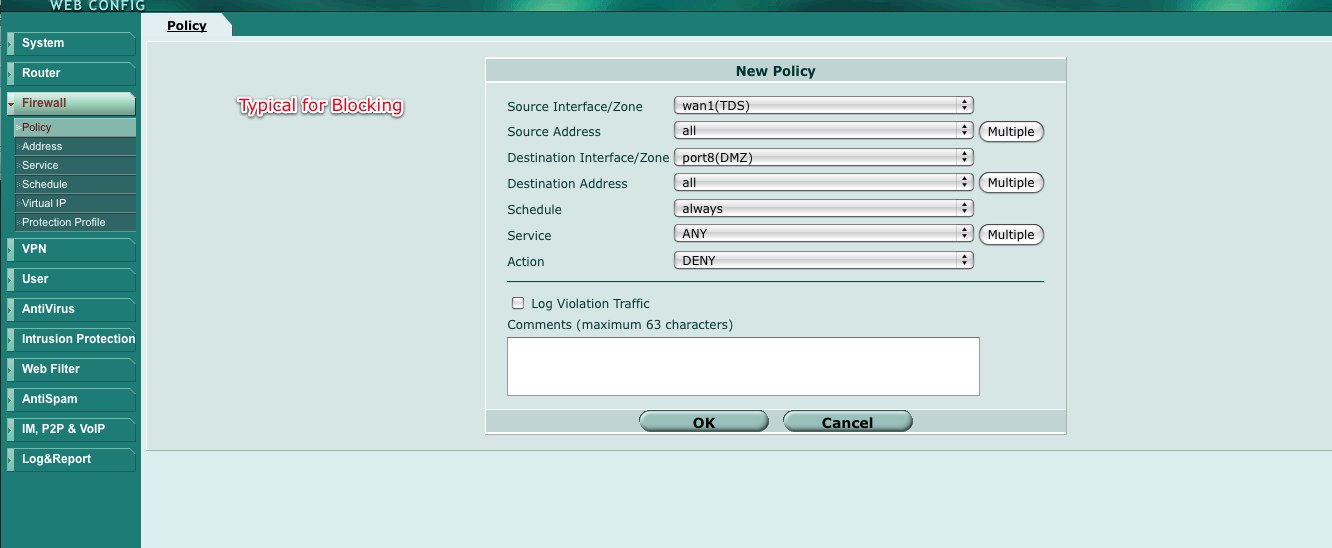 WEB CONFIG
Policy
System
Router
Firewall
Policy
Address
Service
Schedule
Virtual IP
Protection Profile
VPN
User
AntiVirus
Intrusion Protection
Web Filter
AntiSpam
IM, P2P & VoIP
Log&Report
Typical for Blocking
New Policy
Source Interface/Zone wan1(TDS)
Source Address all Multiple
Destination Interface/Zone port8(DMZ)
Destination Address all Multiple
Schedule always
Service ANY Multiple
Action DENY
Log Violation Traffic
Comments (maximum 63 characters)
OK Cancel